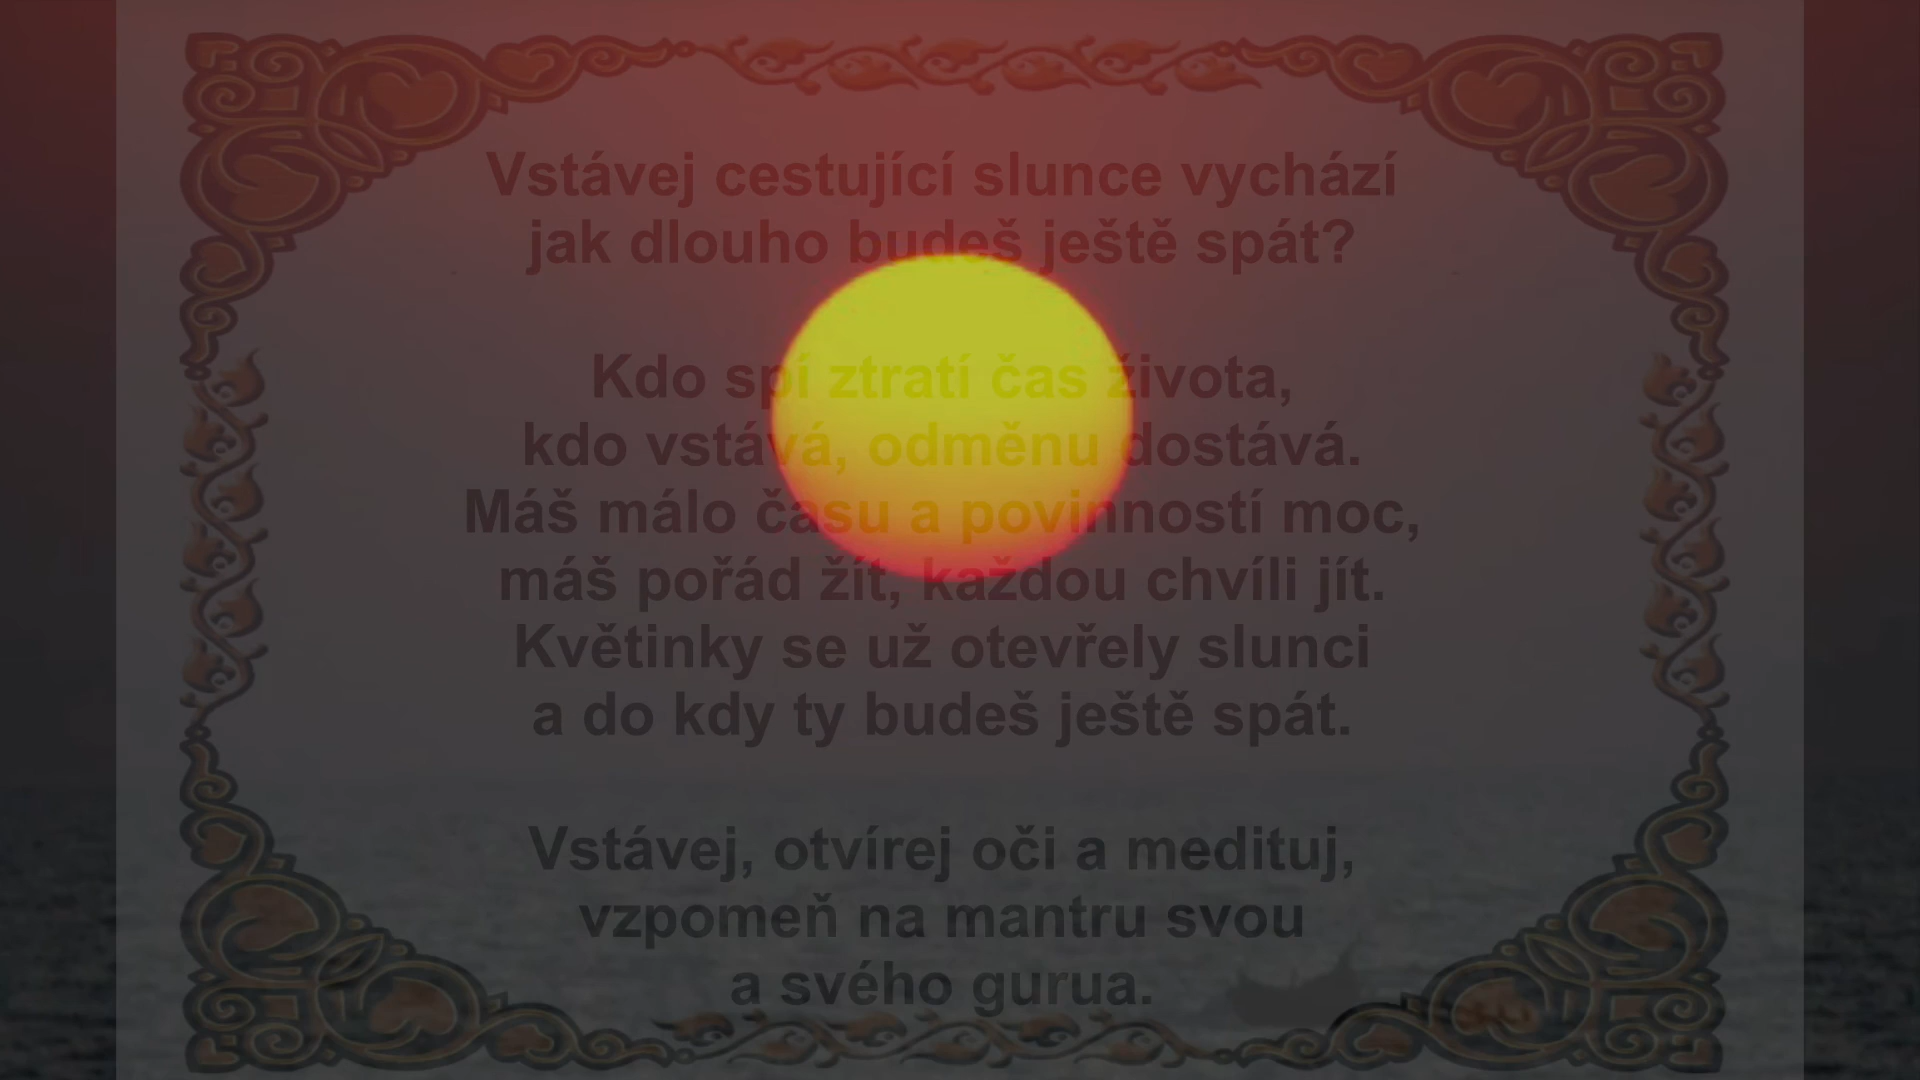 Vstávej cestující slunce vychází
jak dlouho budeš ještě spát?
Kdo spí ztratí čas života,
kdo vstává, odměnu dostává.
Máš málo času a povinností moc,
máš pořád žít, každou chvíli jít.
Květinky se už otevřely slunci
a do kdy ty budeš ještě spát.
Vstávej, otvírej oči a medituj,
vzpomeň na mantru svou
a svého gurua.